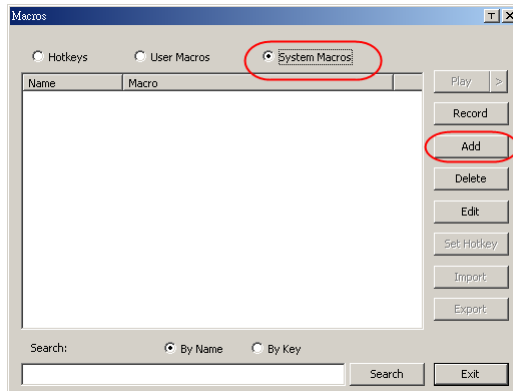 Macros
Hotkeys User Macros System Macros
Name Macro
Play >
Record
Add
Delete
Edit
Set Hotkey
Import
Export
Search: By Name By Key
Search Exit